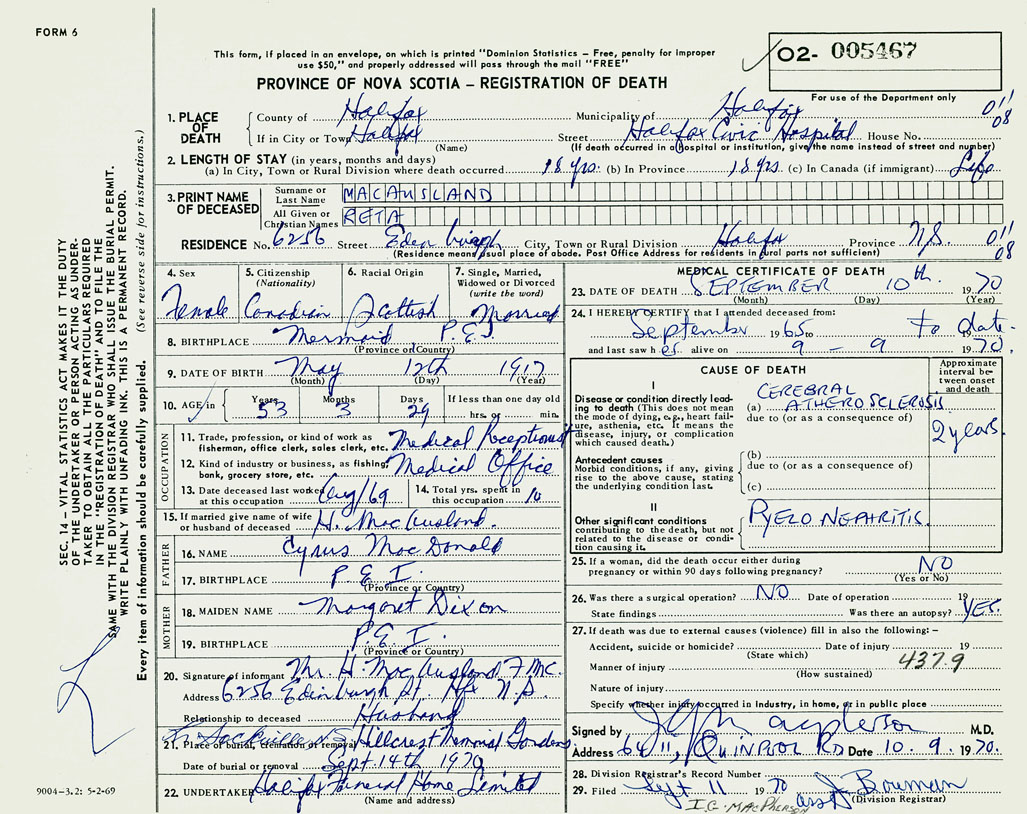 FORM 6
This form, if placed in an envelope, on which is printed "Dominion Statistics — Free, penalty for improper
use $50," and properly addressed will pass through the mail "FREE"
O2- 005467
PROVINCE OF NOVA SCOTIA – REGISTRATION OF DEATH
For use of the Department only
1. PLACE OF DEATH
County of Halifax Municipality of Halifax 011
If in City or Town Halifax Street Halifax Civic Hospital House No. 08
(Name) (If death occurred in a hospital or institution, give the name instead of street and number)
2. LENGTH OF STAY (in years, months and days)
(a) In City, Town or Rural Division where death occurred 18 yrs. (b) In Province 18 yrs. (c) In Canada (if immigrant) Life
3. PRINT NAME OF DECEASED
Surname or Last Name MACAUSLAND
All Given or Christian Names RETA
RESIDENCE No. 6256 Street Edenburgh City, Town or Rural Division Halifax Province N.S. 011
(Residence means usual place of abode. Post Office Address for residents in rural parts not sufficient) 08
4. Sex Female
5. Citizenship (Nationality) Canadian
6. Racial Origin Scottish
7. Single, Married, Widowed or Divorced (write the word) Married
8. BIRTHPLACE Mermaid P.E.I.
(Province or Country)
9. DATE OF BIRTH May 12th 1917
(Month) (Day) (Year)
10. AGE in Years 53 Months 3 Days 29 If less than one day old hrs. or min.
OCCUPATION
11. Trade, profession, or kind of work as fisherman, office clerk, sales clerk, etc. Medical Receptionist
12. Kind of industry or business, as fishing, bank, grocery store, etc. Medical Office
13. Date deceased last worked at this occupation Aug/69
14. Total yrs. spent in this occupation 10
15. If married give name of wife or husband of deceased H. MacAusland.
FATHER
16. NAME Cyrus MacDonald
17. BIRTHPLACE P.E.I.
(Province or Country)
MOTHER
18. MAIDEN NAME Margaret Dixon
19. BIRTHPLACE P.E.I.
(Province or Country)
20. Signature of informant Mr. H. MacAusland
Address 6256 Edinburgh St. Hfx N.S.
Relationship to deceased Husband
Sackville N.S.
21. Place of burial, cremation or removal Hillcrest Memorial Gardens
Date of burial or removal Sept 14th 1970
22. UNDERTAKER Halifax Funeral Home Limited
(Name and address)
MEDICAL CERTIFICATE OF DEATH
23. DATE OF DEATH SEPTEMBER 10th 1970
(Month) (Day) (Year)
24. I HEREBY CERTIFY that I attended deceased from:
September 1965 to To date
and last saw her alive on 9 – 9 1970.
CAUSE OF DEATH
Approximate interval between onset and death
I
Disease or condition directly leading to death (This does not mean the mode of dying, e.g., heart failure, asthenia, etc. It means the disease, injury, or complication which caused death.)
(a) CEREBRAL ATHEROSCLEROSIS
due to (or as a consequence of)
2 years.
Antecedent causes
Morbid conditions, if any, giving rise to the above cause, stating the underlying condition last.
(b)
due to (or as a consequence of)
(c)
II
Other significant conditions contributing to the death, but not related to the disease or condition causing it.
PYELO NEPHRITIS.
25. If a woman, did the death occur either during pregnancy or within 90 days following pregnancy? NO
(Yes or No)
26. Was there a surgical operation? NO Date of operation 19
State findings Was there an autopsy? YES.
27. If death was due to external causes (violence) fill in also the following: –
Accident, suicide or homicide? Date of injury 19
(State which) 437.9
Manner of injury
(How sustained)
Nature of injury
Specify whether injury occurred in industry, in home, or in public place
Signed by J G Macpherson M.D.
Address 6411, QUINPOOL RD Date 10. 9. 1970.
28. Division Registrar's Record Number
29. Filed Sept 11 1970 J Bowman
(Division Registrar)
I.G. MACPHERSON
SEC. 14 – VITAL STATISTICS ACT MAKES IT THE DUTY
OF THE UNDERTAKER OR PERSON ACTING AS UNDER-
TAKER TO OBTAIN ALL THE PARTICULARS REQUIRED
IN THE "REGISTRATION OF DEATH" AND TO FILE THE
SAME WITH THE DIVISION REGISTRAR WHO SHALL ISSUE THE BURIAL PERMIT.
WRITE PLAINLY WITH UNFADING INK. THIS IS A PERMANENT RECORD.
Every item of information should be carefully supplied. (See reverse side for instructions.)
9004-3.2: 5-2-69